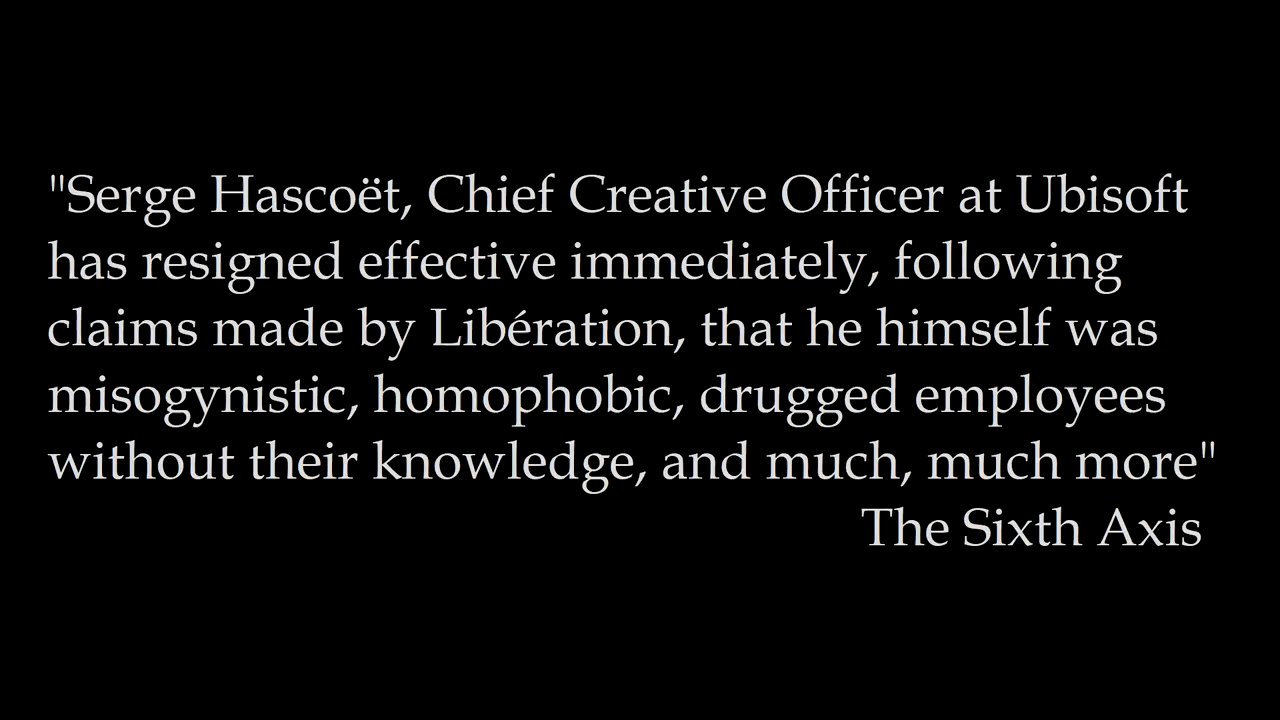 "Serge Hascoët, Chief Creative Officer at Ubisoft
has resigned effective immediately, following
claims made by Libération, that he himself was
misogynistic, homophobic, drugged employees
without their knowledge, and much, much more"
The Sixth Axis